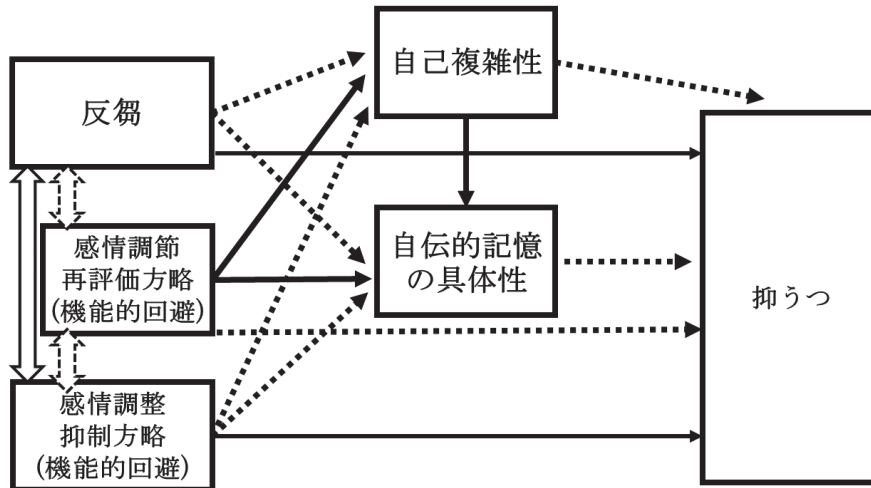 反芻
感情調節
再評価方略
(機能的回避)
感情調整
抑制方略
(機能的回避)
自己複雑性
自伝的記憶
の具体性
抑うつ